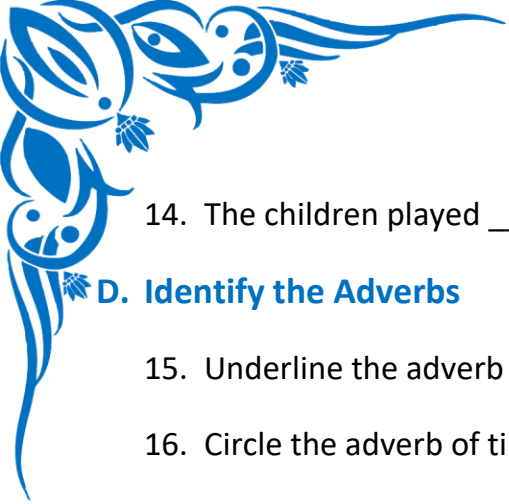 14. The children played _
D. Identify the Adverbs
15. Underline the adverb
16. Circle the adverb of ti